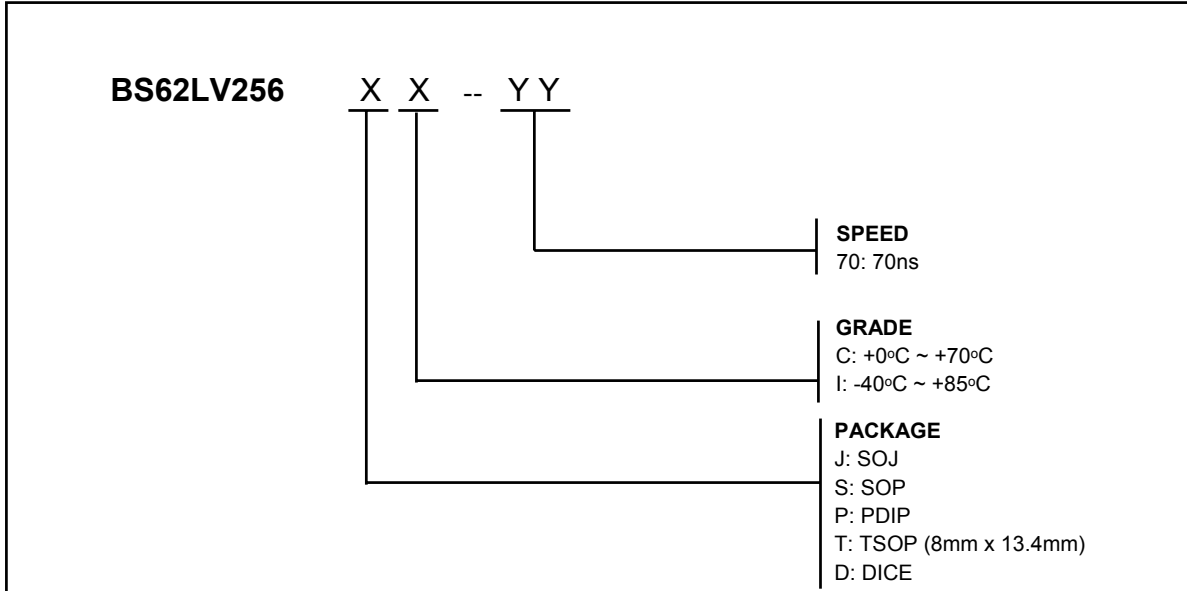 BS62LV256 X X -- Y Y
SPEED
70: 70ns
GRADE
C: +0ºC ~ +70ºC
I: -40ºC ~ +85ºC
PACKAGE
J: SOJ
S: SOP
P: PDIP
T: TSOP (8mm x 13.4mm)
D: DICE